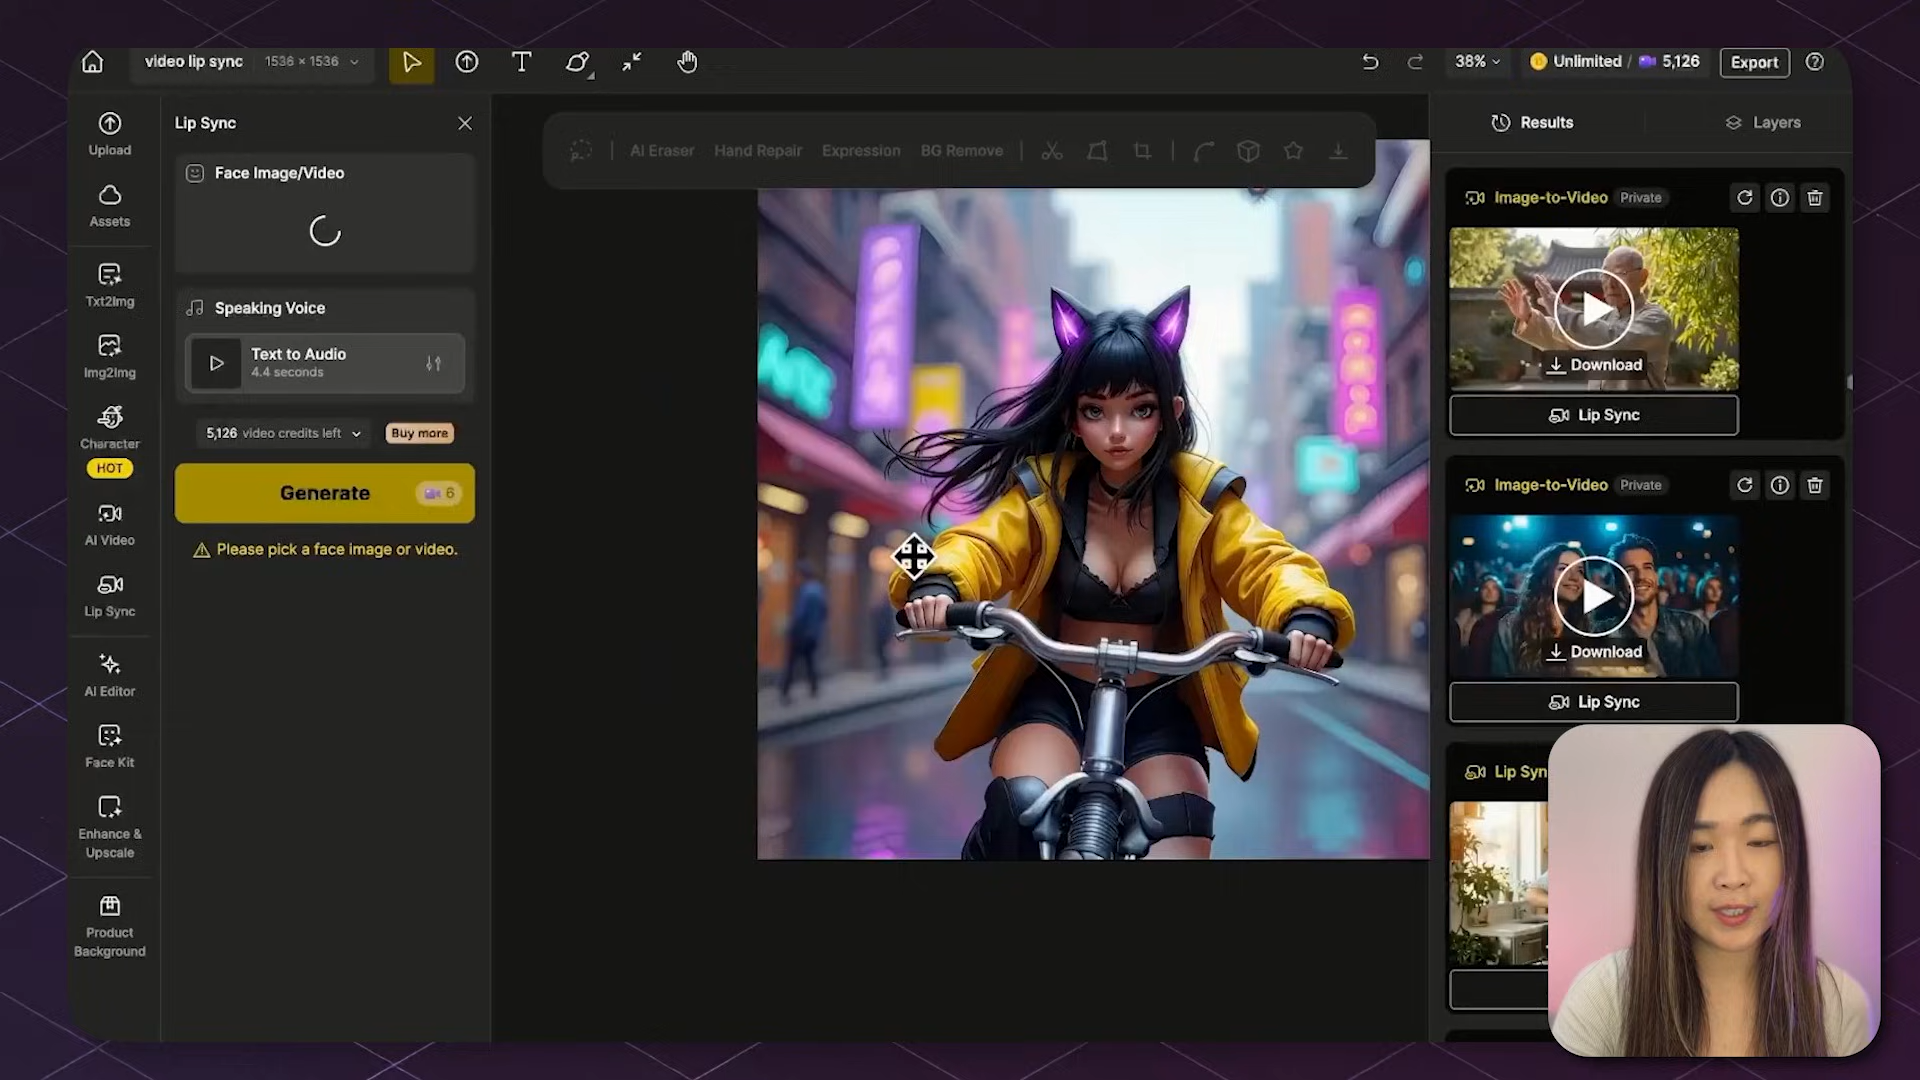 video lip sync 1536 × 1536
38% Unlimited / 5,126 Export
Upload
Assets
Txt2Img
Img2Img
Character
HOT
AI Video
Lip Sync
AI Editor
Face Kit
Enhance &
Upscale
Product
Background
Lip Sync
Face Image/Video
Speaking Voice
Text to Audio
4.4 seconds
5,126 video credits left Buy more
Generate 6
Please pick a face image or video.
AI Eraser Hand Repair Expression BG Remove
Results Layers
Image-to-Video Private
Download
Lip Sync
Image-to-Video Private
Download
Lip Sync
Lip Syn